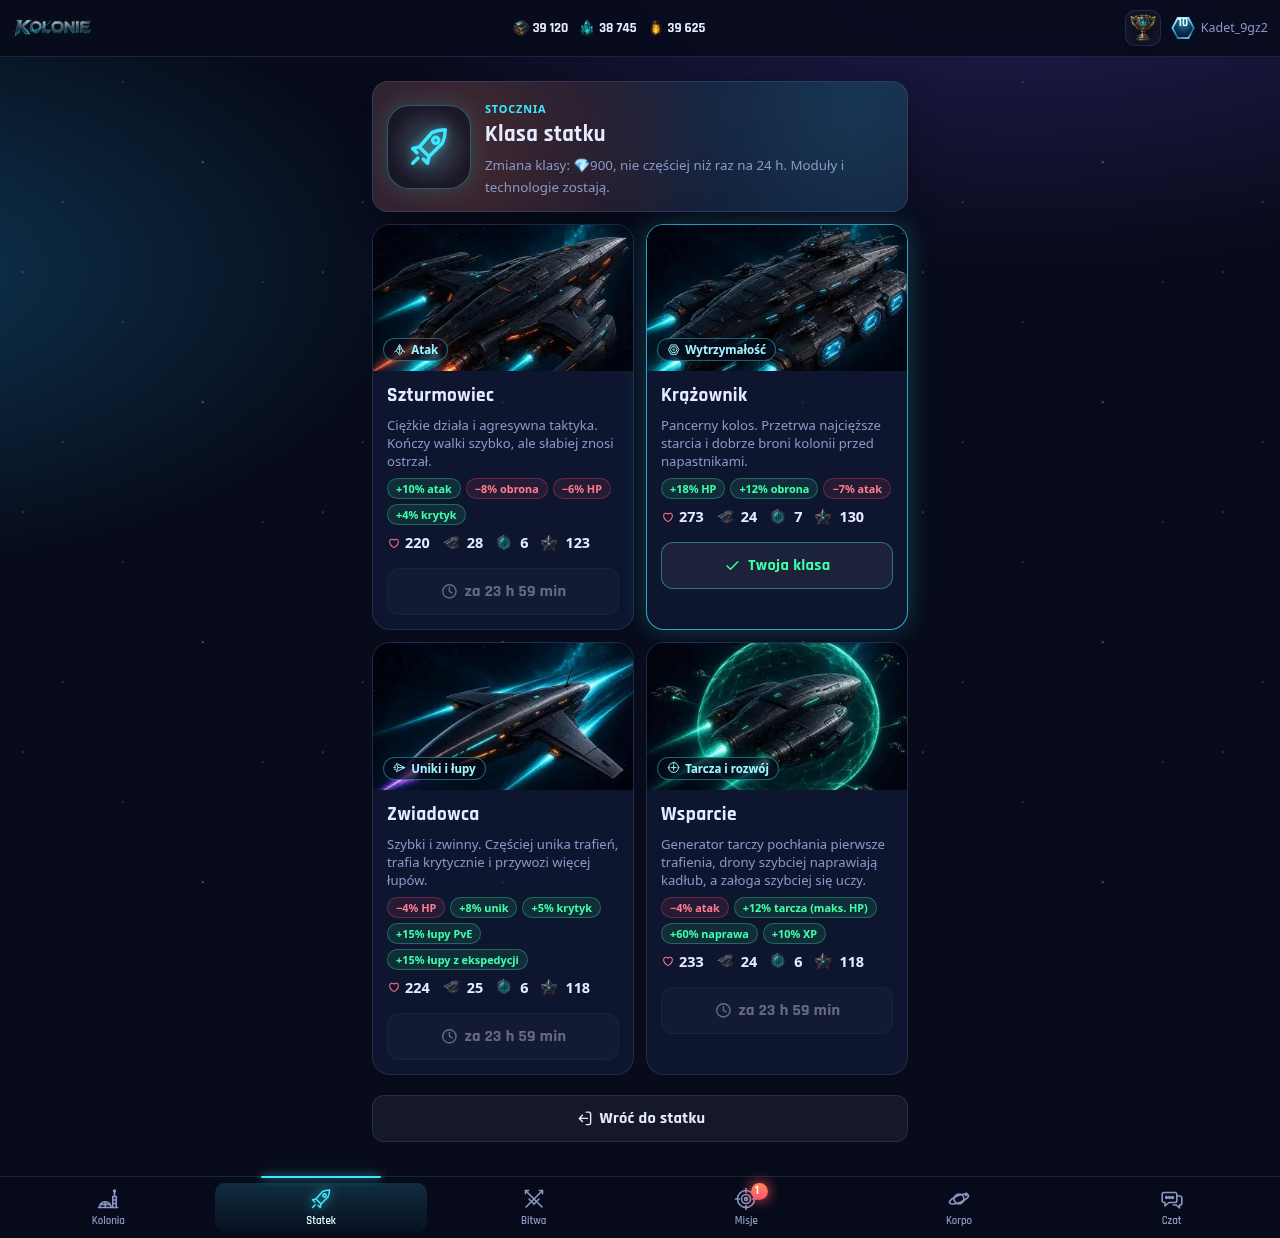 KOLONIE
39 120
38 745
39 625
10
Kadet_9gz2
STOCZNIA
Klasa statku
Zmiana klasy: 💎900, nie częściej niż raz na 24 h. Moduły i
technologie zostają.
Atak
Szturmowiec
Ciężkie działa i agresywna taktyka.
Kończy walki szybko, ale słabiej znosi
ostrzał.
+10% atak
−8% obrona
−6% HP
+4% krytyk
220
28
6
123
za 23 h 59 min
Wytrzymałość
Krążownik
Pancerny kolos. Przetrwa najcięższe
starcia i dobrze broni kolonii przed
napastnikami.
+18% HP
+12% obrona
−7% atak
273
24
7
130
Twoja klasa
Uniki i łupy
Zwiadowca
Szybki i zwinny. Częściej unika trafień,
trafia krytycznie i przywozi więcej
łupów.
−4% HP
+8% unik
+5% krytyk
+15% łupy PvE
+15% łupy z ekspedycji
224
25
6
118
za 23 h 59 min
Tarcza i rozwój
Wsparcie
Generator tarczy pochłania pierwsze
trafienia, drony szybciej naprawiają
kadłub, a załoga szybciej się uczy.
−4% atak
+12% tarcza (maks. HP)
+60% naprawa
+10% XP
233
24
6
118
za 23 h 59 min
Wróć do statku
Kolonia
Statek
Bitwa
1
Misje
Korpo
Czat